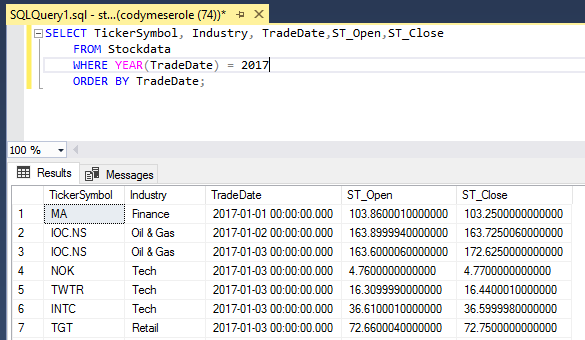 SQLQuery1.sql - st...(codymeserole (74))*
SELECT TickerSymbol, Industry, TradeDate,ST_Open,ST_Close
FROM Stockdata
WHERE YEAR(TradeDate) = 2017
ORDER BY TradeDate;
100 %
Results Messages
TickerSymbol Industry TradeDate ST_Open ST_Close
1 MA Finance 2017-01-01 00:00:00.000 103.8600010000000 103.2500000000000
2 IOC.NS Oil & Gas 2017-01-02 00:00:00.000 163.8999940000000 163.7250060000000
3 IOC.NS Oil & Gas 2017-01-03 00:00:00.000 163.6000060000000 172.6250000000000
4 NOK Tech 2017-01-03 00:00:00.000 4.7600000000000 4.7700000000000
5 TWTR Tech 2017-01-03 00:00:00.000 16.3099990000000 16.4400010000000
6 INTC Tech 2017-01-03 00:00:00.000 36.6100010000000 36.5999980000000
7 TGT Retail 2017-01-03 00:00:00.000 72.6600040000000 72.7500000000000